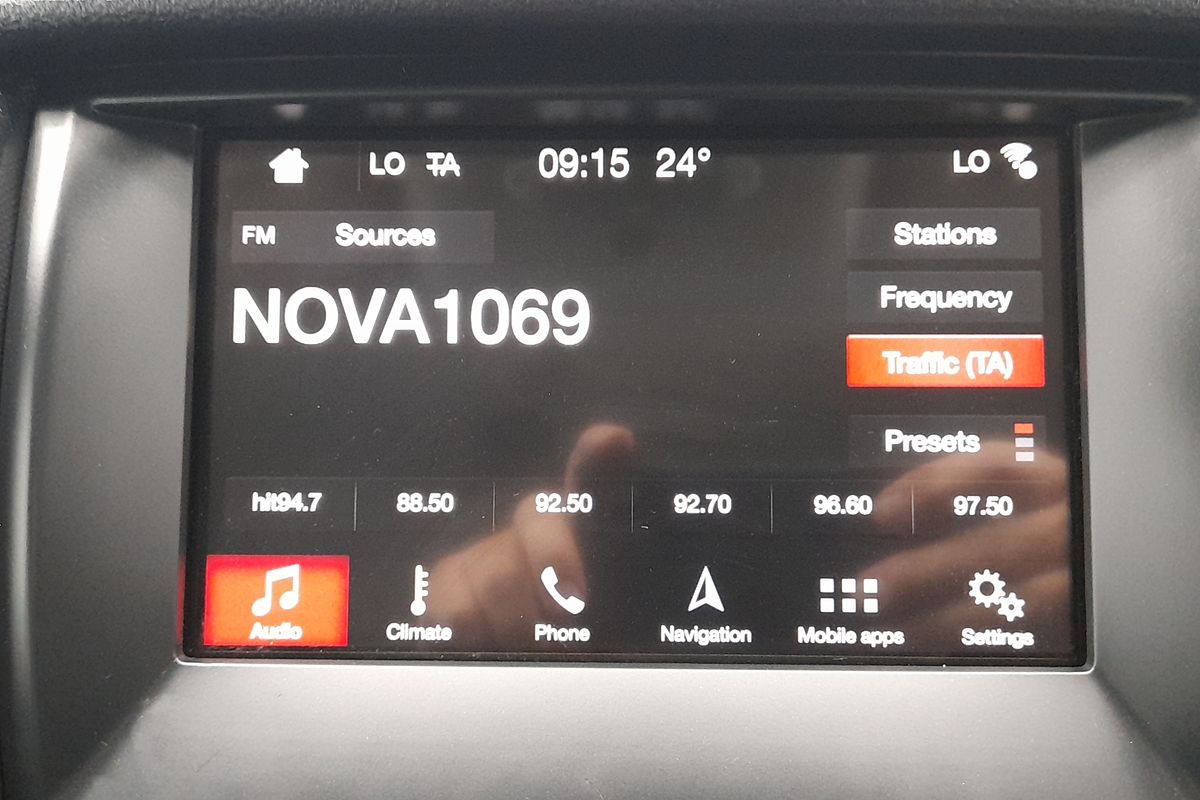 LO TA 09:15 24° LO
FM Sources
Stations
NOVA1069
Frequency
Traffic (TA)
Presets
hit94.7 88.50 92.50 92.70 96.60 97.50
Audio Climate Phone Navigation Mobile apps Settings